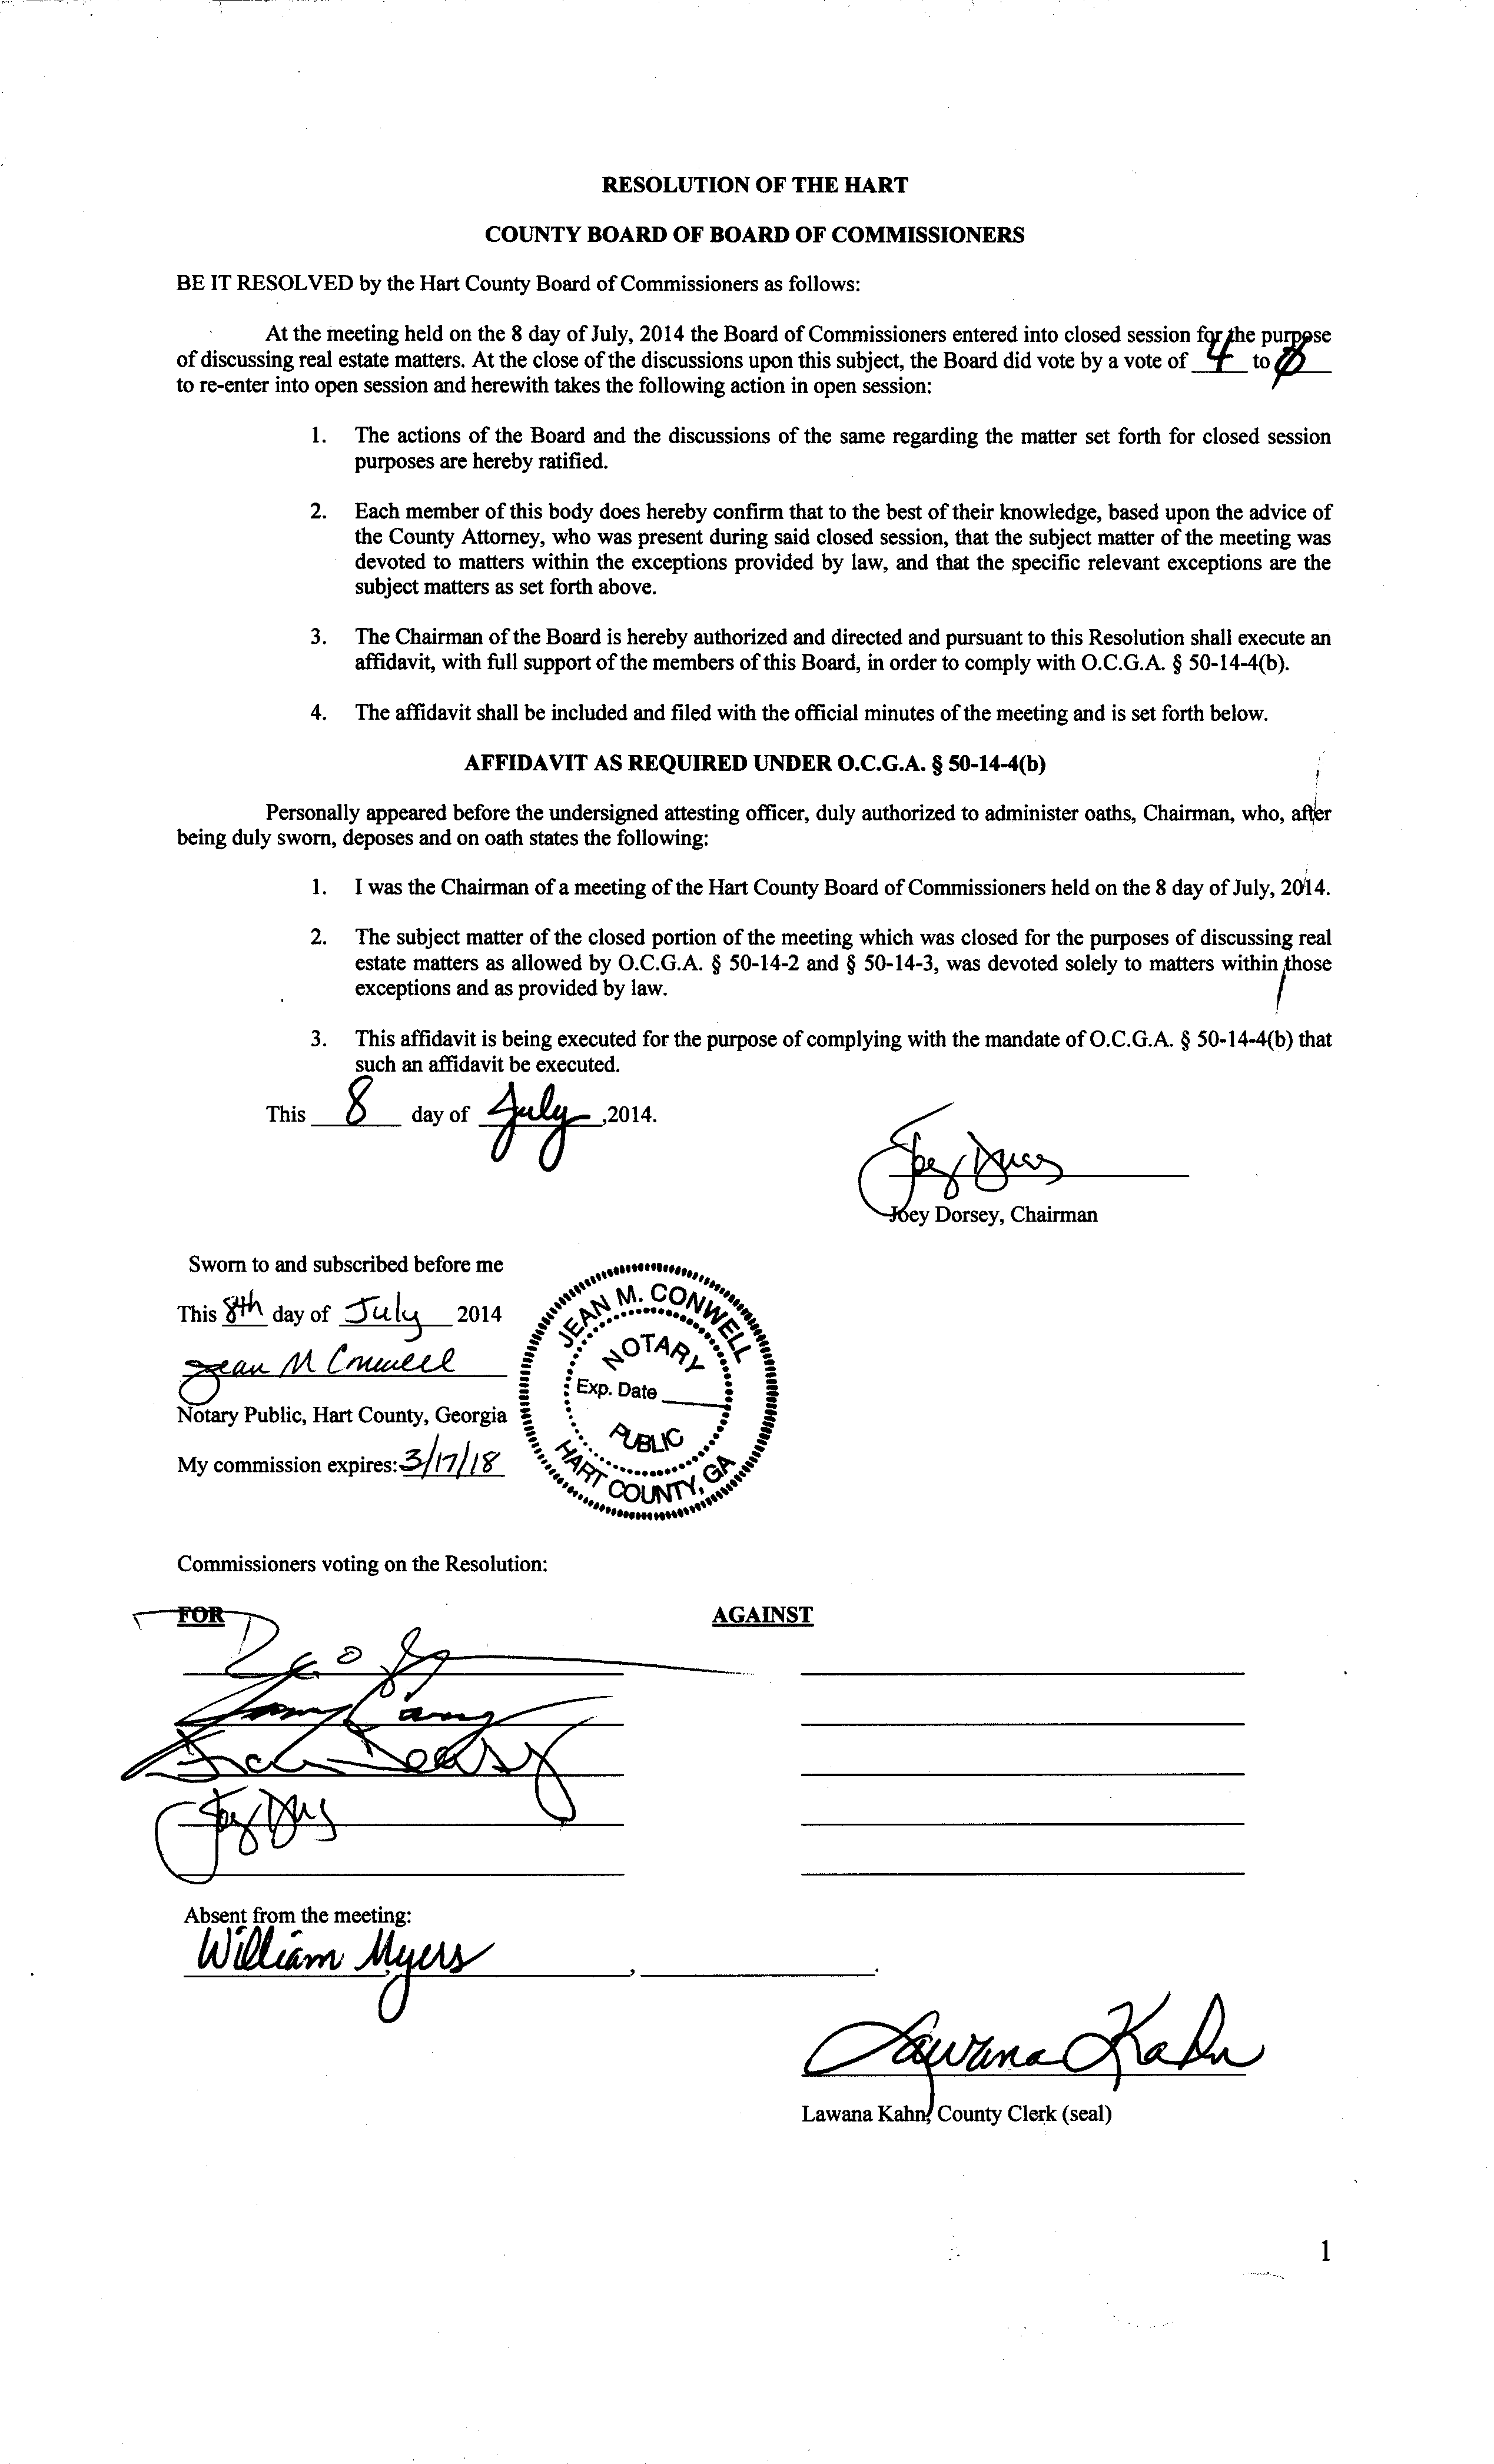 RESOLUTION OF THE HART
COUNTY BOARD OF BOARD OF COMMISSIONERS
BE IT RESOLVED by the Hart County Board of Commissioners as follows:
At the meeting held on the 8 day of July, 2014 the Board of Commissioners entered into closed session for the purpose
of discussing real estate matters. At the close of the discussions upon this subject, the Board did vote by a vote of 4 to 0
to re-enter into open session and herewith takes the following action in open session:
1. The actions of the Board and the discussions of the same regarding the matter set forth for closed session
purposes are hereby ratified.
2. Each member of this body does hereby confirm that to the best of their knowledge, based upon the advice of
the County Attorney, who was present during said closed session, that the subject matter of the meeting was
devoted to matters within the exceptions provided by law, and that the specific relevant exceptions are the
subject matters as set forth above.
3. The Chairman of the Board is hereby authorized and directed and pursuant to this Resolution shall execute an
affidavit, with full support of the members of this Board, in order to comply with O.C.G.A. § 50-14-4(b).
4. The affidavit shall be included and filed with the official minutes of the meeting and is set forth below.
AFFIDAVIT AS REQUIRED UNDER O.C.G.A. § 50-14-4(b)
Personally appeared before the undersigned attesting officer, duly authorized to administer oaths, Chairman, who, after
being duly sworn, deposes and on oath states the following:
1. I was the Chairman of a meeting of the Hart County Board of Commissioners held on the 8 day of July, 2014.
2. The subject matter of the closed portion of the meeting which was closed for the purposes of discussing real
estate matters as allowed by O.C.G.A. § 50-14-2 and § 50-14-3, was devoted solely to matters within those
exceptions and as provided by law.
3. This affidavit is being executed for the purpose of complying with the mandate of O.C.G.A. § 50-14-4(b) that
such an affidavit be executed.
This 8 day of July ,2014.
Joey Dorsey, Chairman
Sworn to and subscribed before me
This 8th day of July 2014
Jean M Conwell
Notary Public, Hart County, Georgia
My commission expires: 3/17/18
JEAN M. CONWELL
NOTARY
Exp. Date
PUBLIC
HART COUNTY, GA
Commissioners voting on the Resolution:
FOR AGAINST
Absent from the meeting:
William Myers , .
Lawana Kahn
Lawana Kahn, County Clerk (seal)
1